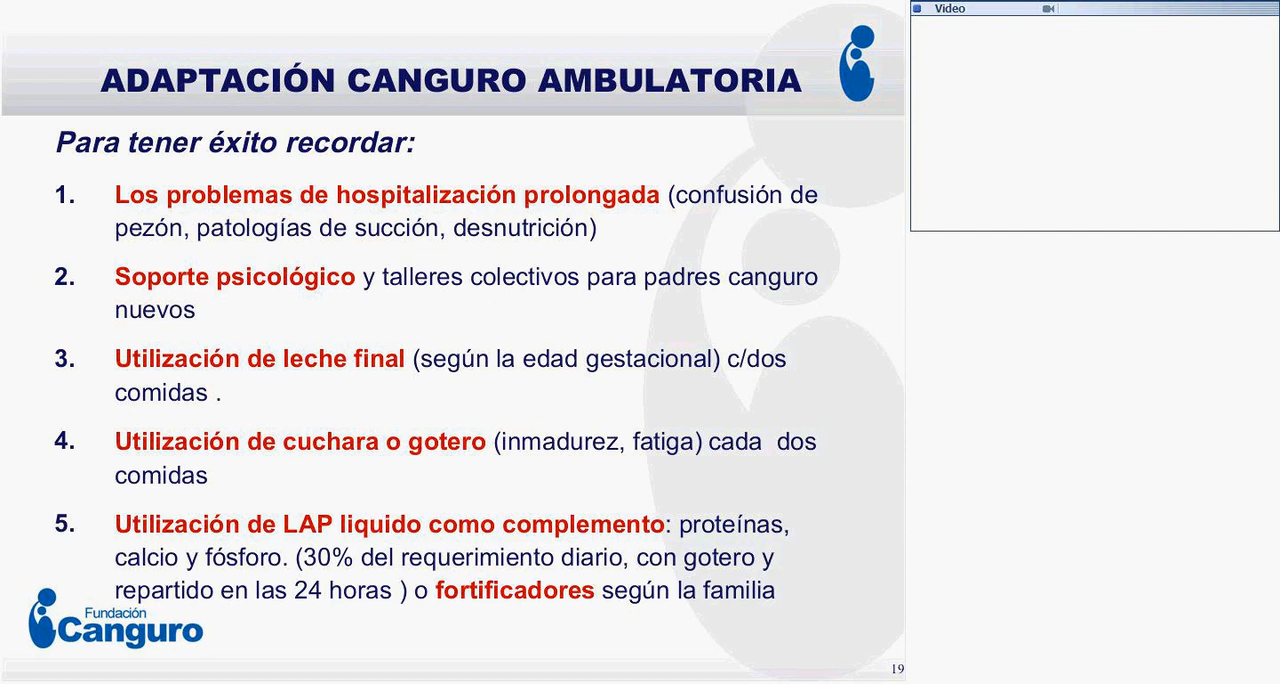 Video
ADAPTACIÓN CANGURO AMBULATORIA
Para tener éxito recordar:
1. Los problemas de hospitalización prolongada (confusión de
pezón, patologías de succión, desnutrición)
2. Soporte psicológico y talleres colectivos para padres canguro
nuevos
3. Utilización de leche final (según la edad gestacional) c/dos
comidas .
4. Utilización de cuchara o gotero (inmadurez, fatiga) cada dos
comidas
5. Utilización de LAP liquido como complemento: proteínas,
calcio y fósforo. (30% del requerimiento diario, con gotero y
repartido en las 24 horas ) o fortificadores según la familia
Fundación
Canguro
19